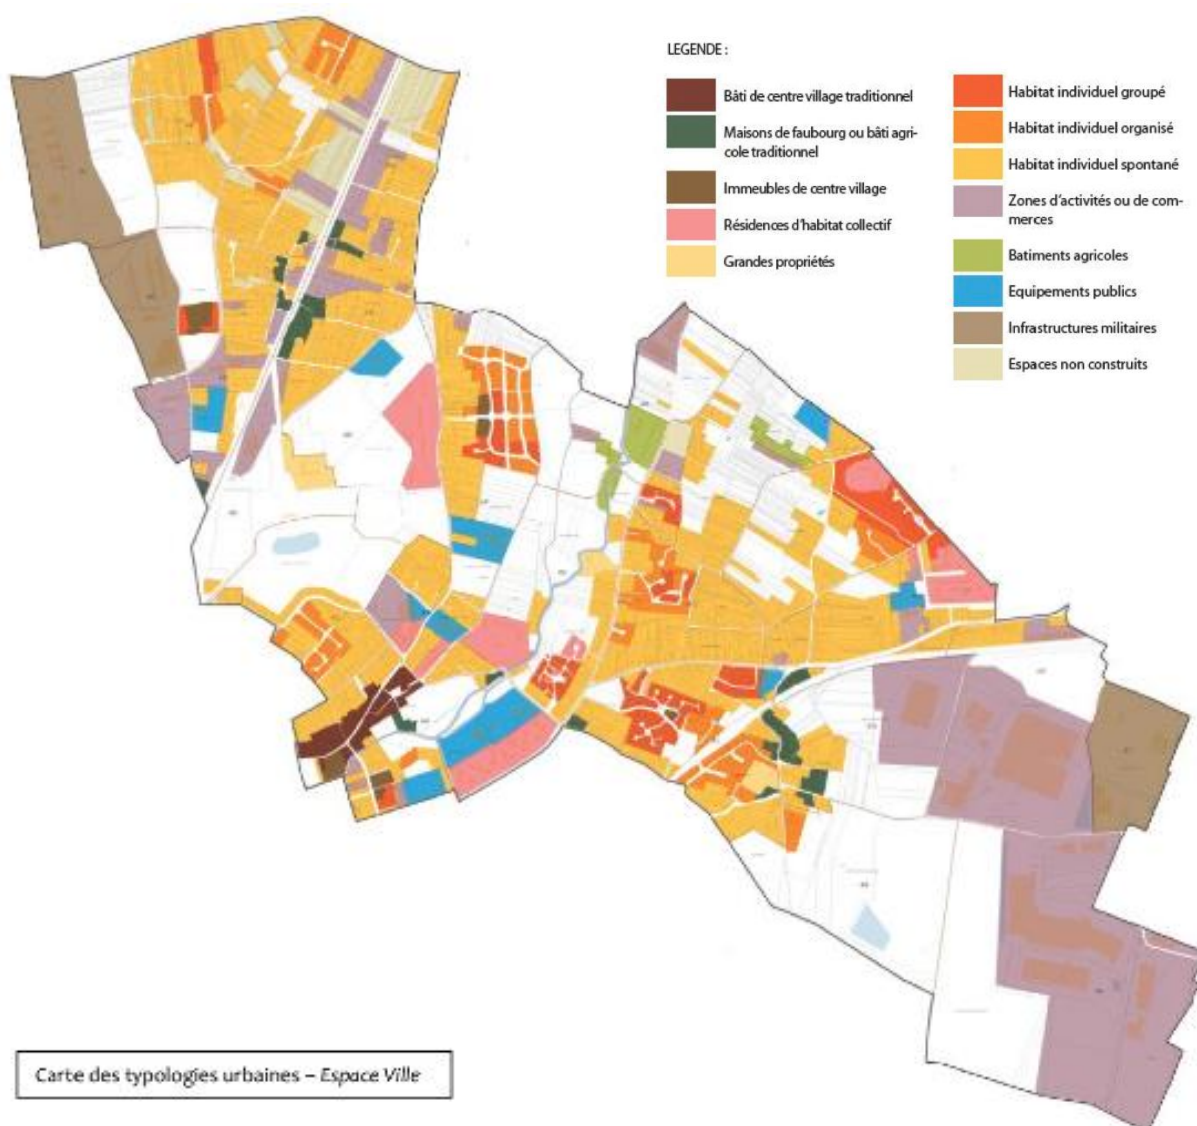 LEGENDE :
Bâti de centre village traditionnel
Maisons de faubourg ou bâti agri-
cole traditionnel
Immeubles de centre village
Résidences d'habitat collectif
Grandes propriétés
Habitat individuel groupé
Habitat individuel organisé
Habitat individuel spontané
Zones d'activités ou de com-
merces
Batiments agricoles
Equipements publics
Infrastructures militaires
Espaces non construits
Carte des typologies urbaines – Espace Ville